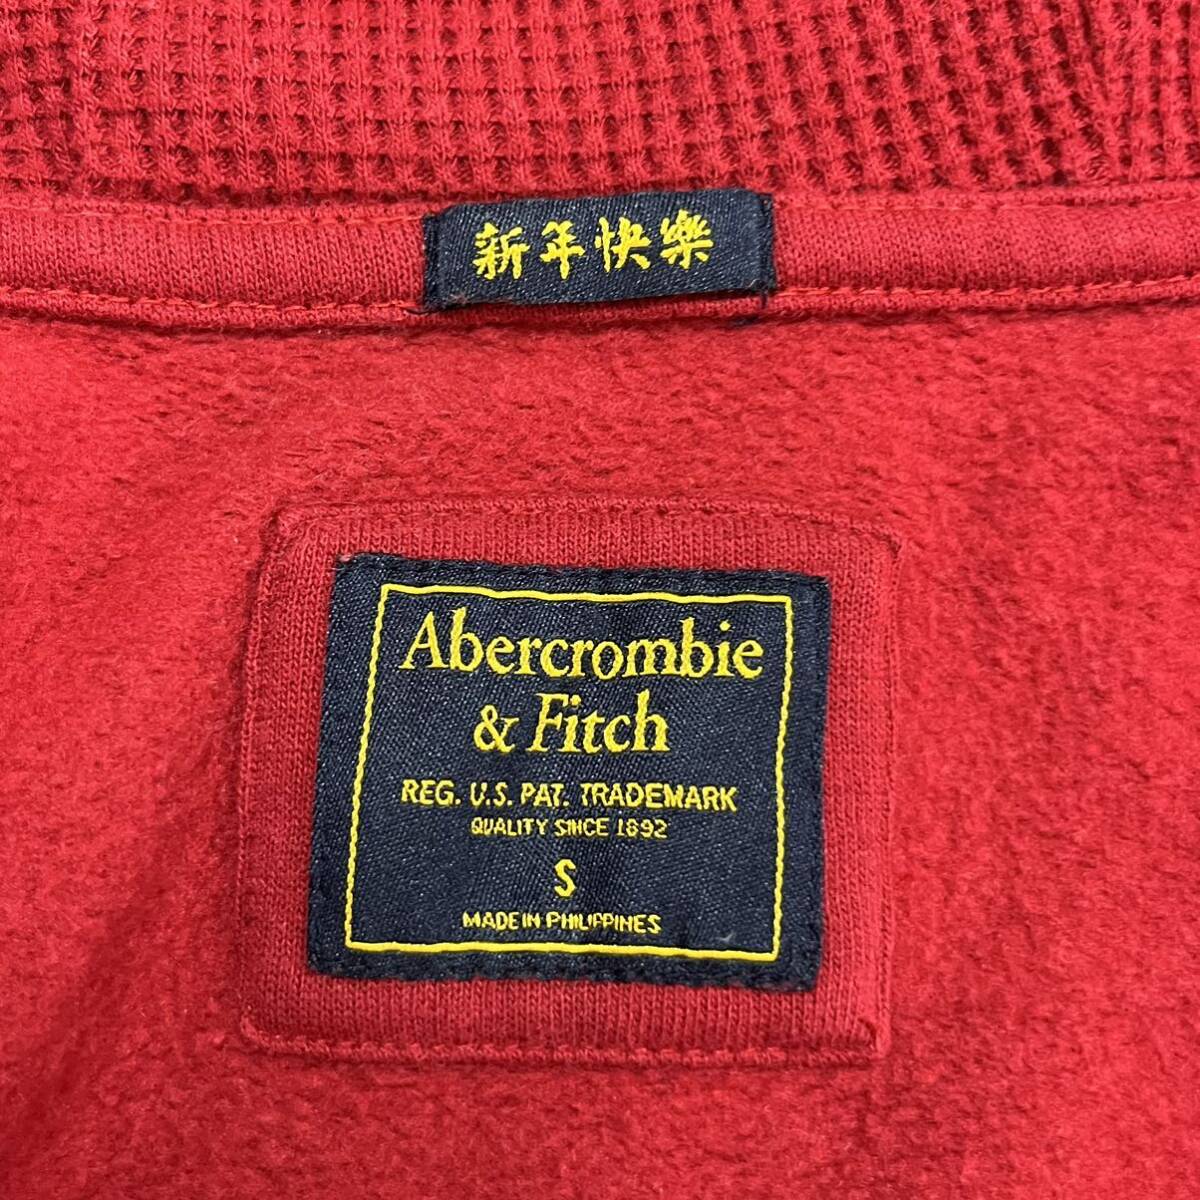 新年快樂
Abercrombie
& Fitch
REG. U.S. PAT. TRADEMARK
QUALITY SINCE 1892
S
MADE IN PHILIPPINES